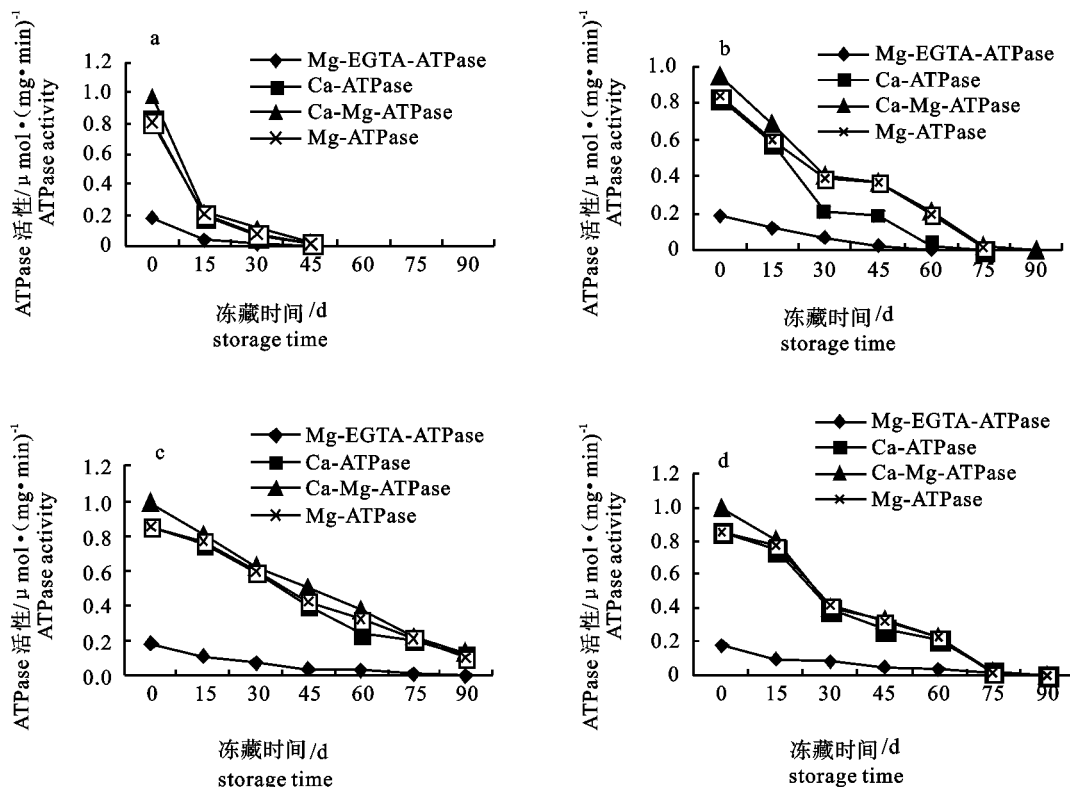 a
Mg-EGTA-ATPase
Ca-ATPase
Ca-Mg-ATPase
Mg-ATPase
1.2
1.0
0.8
0.6
0.4
0.2
0
0 15 30 45 60 75 90
ATPase 活性/μmol•(mg•min)⁻¹
ATPase activity
冻藏时间/d
storage time
b
Mg-EGTA-ATPase
Ca-ATPase
Ca-Mg-ATPase
Mg-ATPase
1.0
0.8
0.6
0.4
0.2
0
0 15 30 45 60 75 90
ATPase 活性/μmol•(mg•min)⁻¹
ATPase activity
冻藏时间/d
storage time
c
Mg-EGTA-ATPase
Ca-ATPase
Ca-Mg-ATPase
Mg-ATPase
1.2
1.0
0.8
0.6
0.4
0.2
0.0
0 15 30 45 60 75 90
ATPase 活性/μmol•(mg•min)⁻¹
ATPase activity
冻藏时间/d
storage time
d
Mg-EGTA-ATPase
Ca-ATPase
Ca-Mg-ATPase
Mg-ATPase
1.2
1.0
0.8
0.6
0.4
0.2
0
0 15 30 45 60 75 90
ATPase 活性/μmol•(mg•min)⁻¹
ATPase activity
冻藏时间/d
storage time